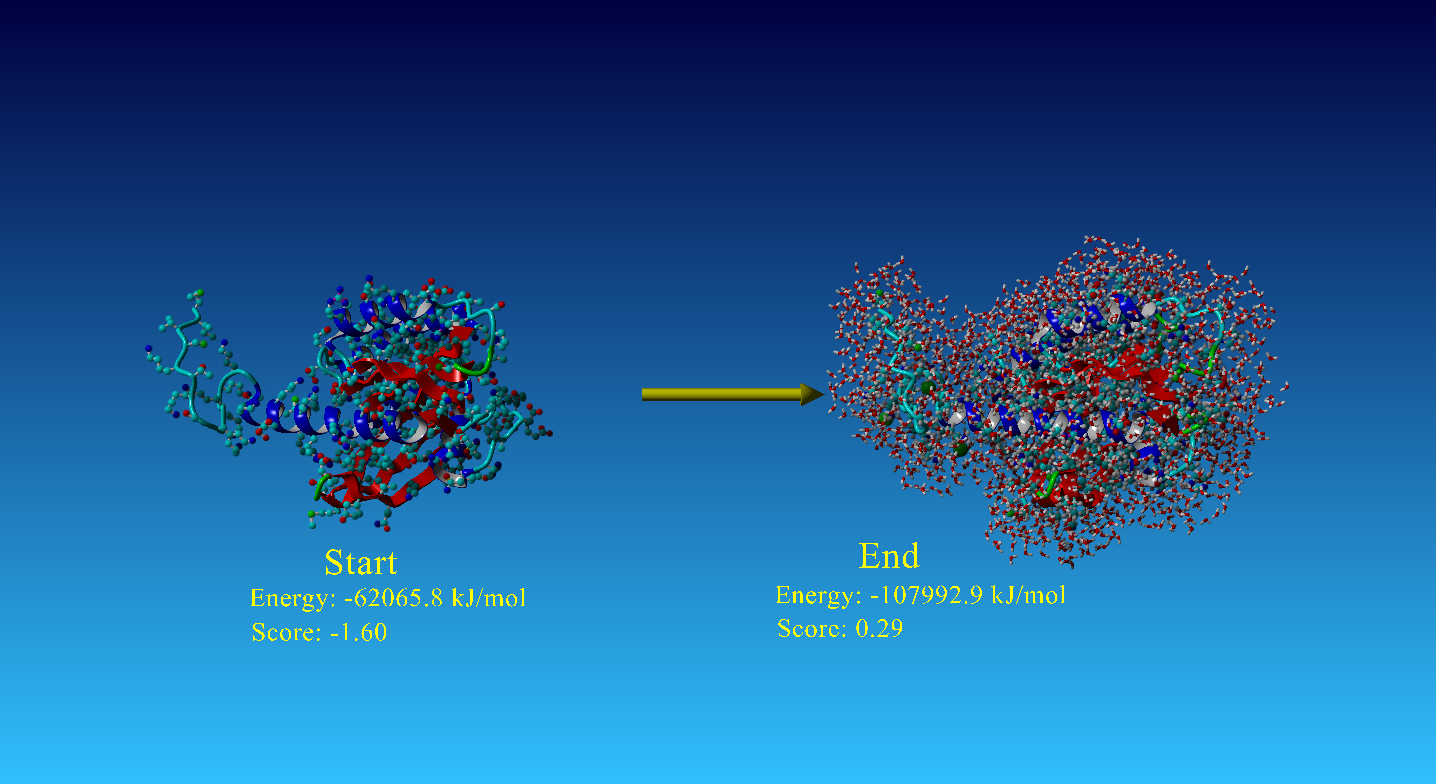 Start
Energy: -62065.8 kJ/mol
Score: -1.60
End
Energy: -107992.9 kJ/mol
Score: 0.29